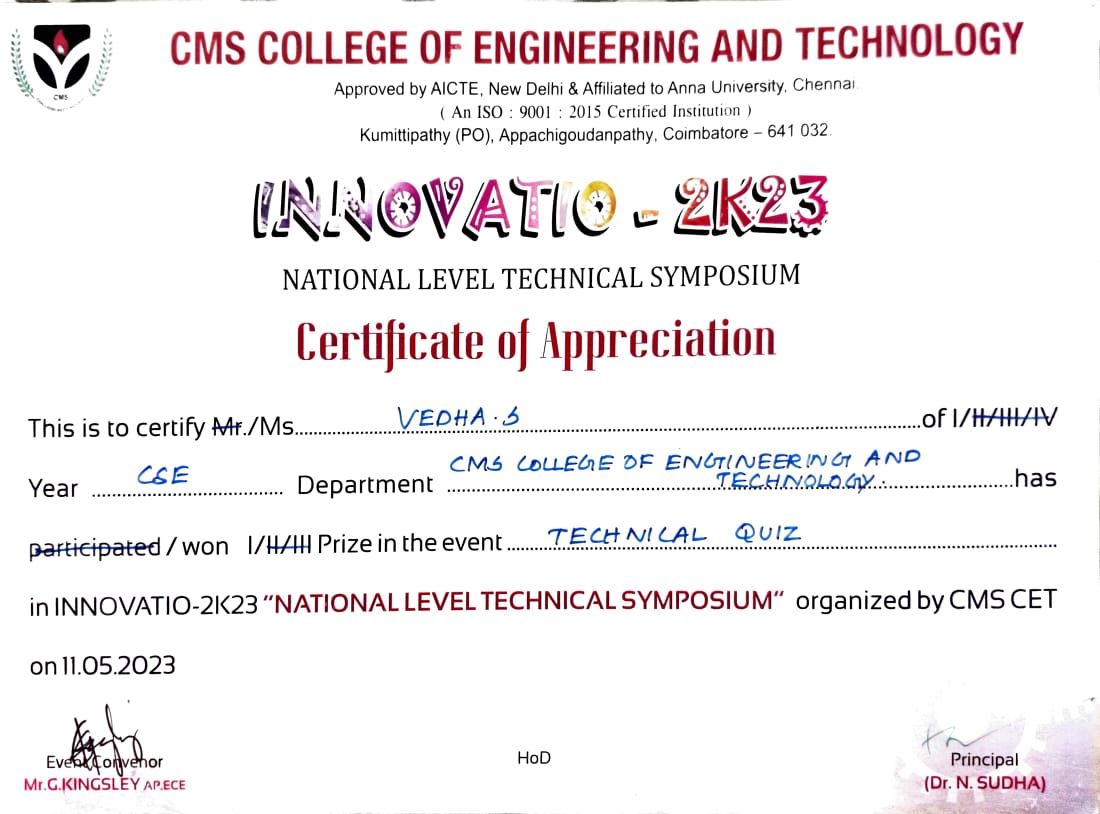 CMS COLLEGE OF ENGINEERING AND TECHNOLOGY
Approved by AICTE, New Delhi & Affiliated to Anna University, Chennai.
( An ISO : 9001 : 2015 Certified Institution )
Kumittipathy (PO), Appachigoudanpathy, Coimbatore – 641 032.
CMS
INNOVATIO - 2K23
NATIONAL LEVEL TECHNICAL SYMPOSIUM
Certificate of Appreciation
This is to certify Mr./Ms. VEDHA.S of I/II/III/IV
Year CSE Department CMS COLLEGE OF ENGINEERING AND TECHNOLOGY. has
participated / won I/II/III Prize in the event TECHNICAL QUIZ
in INNOVATIO-2K23 "NATIONAL LEVEL TECHNICAL SYMPOSIUM" organized by CMS CET
on 11.05.2023
Event Convenor
Mr.G.KINGSLEY AP.ECE
HoD
Principal
(Dr. N. SUDHA)